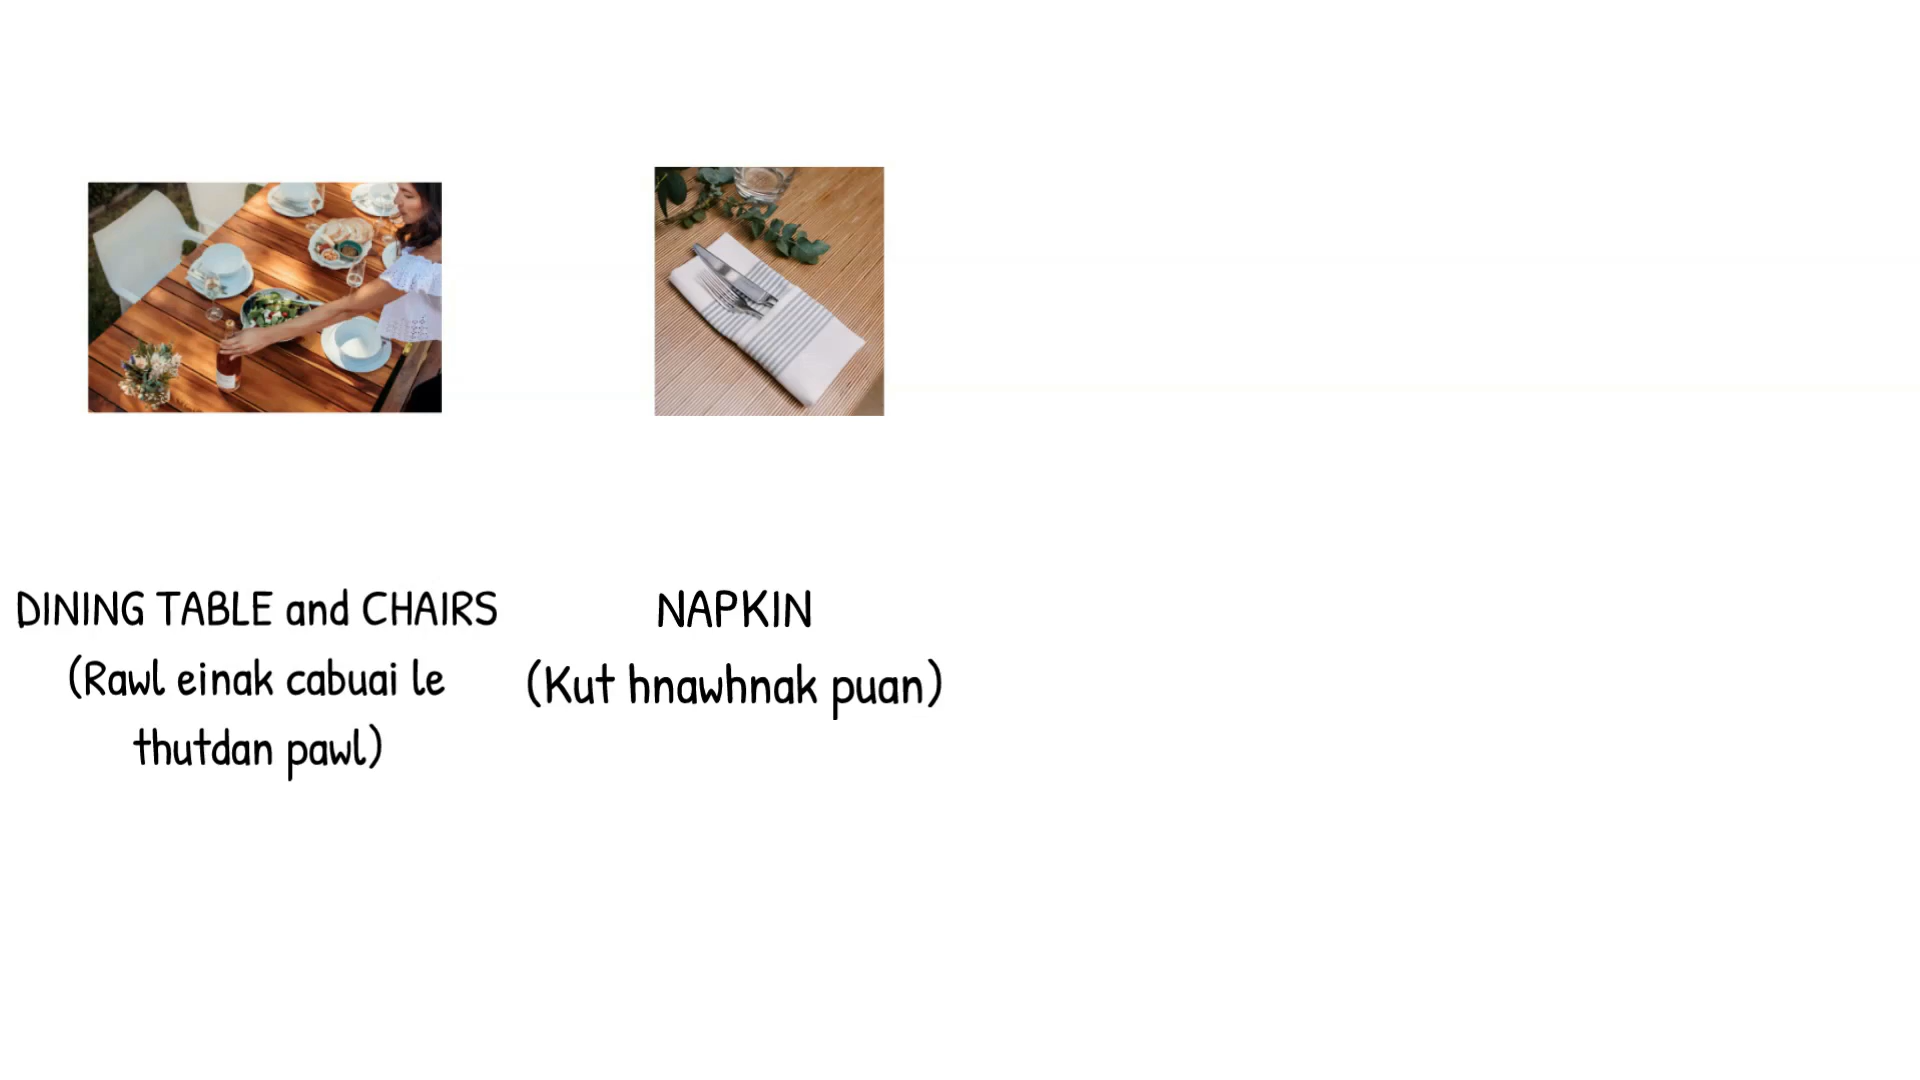 DINING TABLE and CHAIRS
(Rawl einak cabuai le
thutdan pawl)
NAPKIN
(Kut hnawhnak puan)